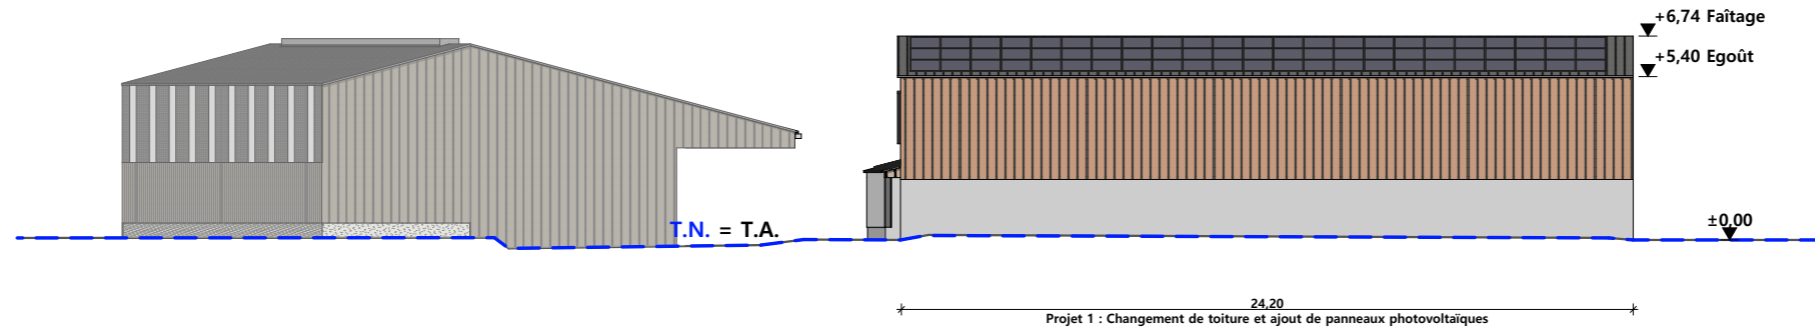 +6,74 Faîtage
+5,40 Egoût
T.N. = T.A.
±0,00
24,20
Projet 1 : Changement de toiture et ajout de panneaux photovoltaïques